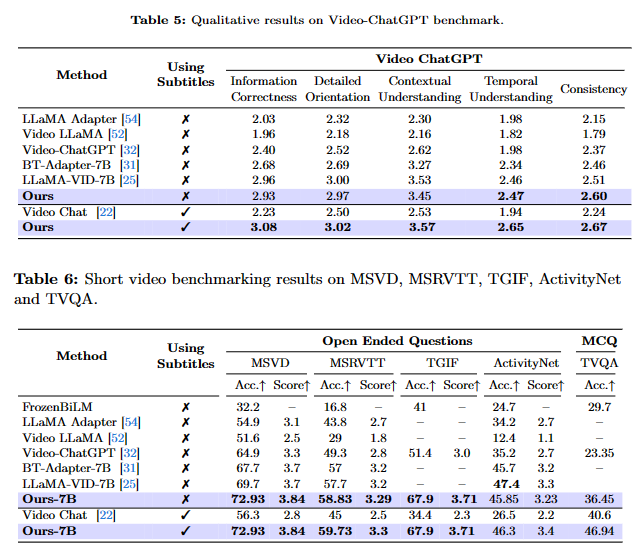 Table 5: Qualitative results on Video-ChatGPT benchmark.
Method Using Subtitles Video ChatGPT
Information Correctness Detailed Orientation Contextual Understanding Temporal Understanding Consistency
LLaMA Adapter [54] ✗ 2.03 2.32 2.30 1.98 2.15
Video LLaMA [52] ✗ 1.96 2.18 2.16 1.82 1.79
Video-ChatGPT [32] ✗ 2.40 2.52 2.62 1.98 2.37
BT-Adapter-7B [31] ✗ 2.68 2.69 3.27 2.34 2.46
LLaMA-VID-7B [25] ✗ 2.96 3.00 3.53 2.46 2.51
Ours ✗ 2.93 2.97 3.45 2.47 2.60
Video Chat [22] ✓ 2.23 2.50 2.53 1.94 2.24
Ours ✓ 3.08 3.02 3.57 2.65 2.67
Table 6: Short video benchmarking results on MSVD, MSRVTT, TGIF, ActivityNet
and TVQA.
Method Using Subtitles Open Ended Questions MCQ
MSVD MSRVTT TGIF ActivityNet TVQA
Acc.↑ Score↑ Acc.↑ Score↑ Acc.↑ Score↑ Acc.↑ Score↑ Acc.↑
FrozenBiLM ✗ 32.2 – 16.8 – 41 – 24.7 – 29.7
LLaMA Adapter [54] ✗ 54.9 3.1 43.8 2.7 – – 34.2 2.7 –
Video LLaMA [52] ✗ 51.6 2.5 29 1.8 – – 12.4 1.1 –
Video-ChatGPT [32] ✗ 64.9 3.3 49.3 2.8 51.4 3.0 35.2 2.7 23.35
BT-Adapter-7B [31] ✗ 67.7 3.7 57 3.2 – – 45.7 3.2 –
LLaMA-VID-7B [25] ✗ 69.7 3.7 57.7 3.2 – – 47.4 3.3 –
Ours-7B ✗ 72.93 3.84 58.83 3.29 67.9 3.71 45.85 3.23 36.45
Video Chat [22] ✓ 56.3 2.8 45 2.5 34.4 2.3 26.5 2.2 40.6
Ours-7B ✓ 72.93 3.84 59.73 3.3 67.9 3.71 46.3 3.4 46.94